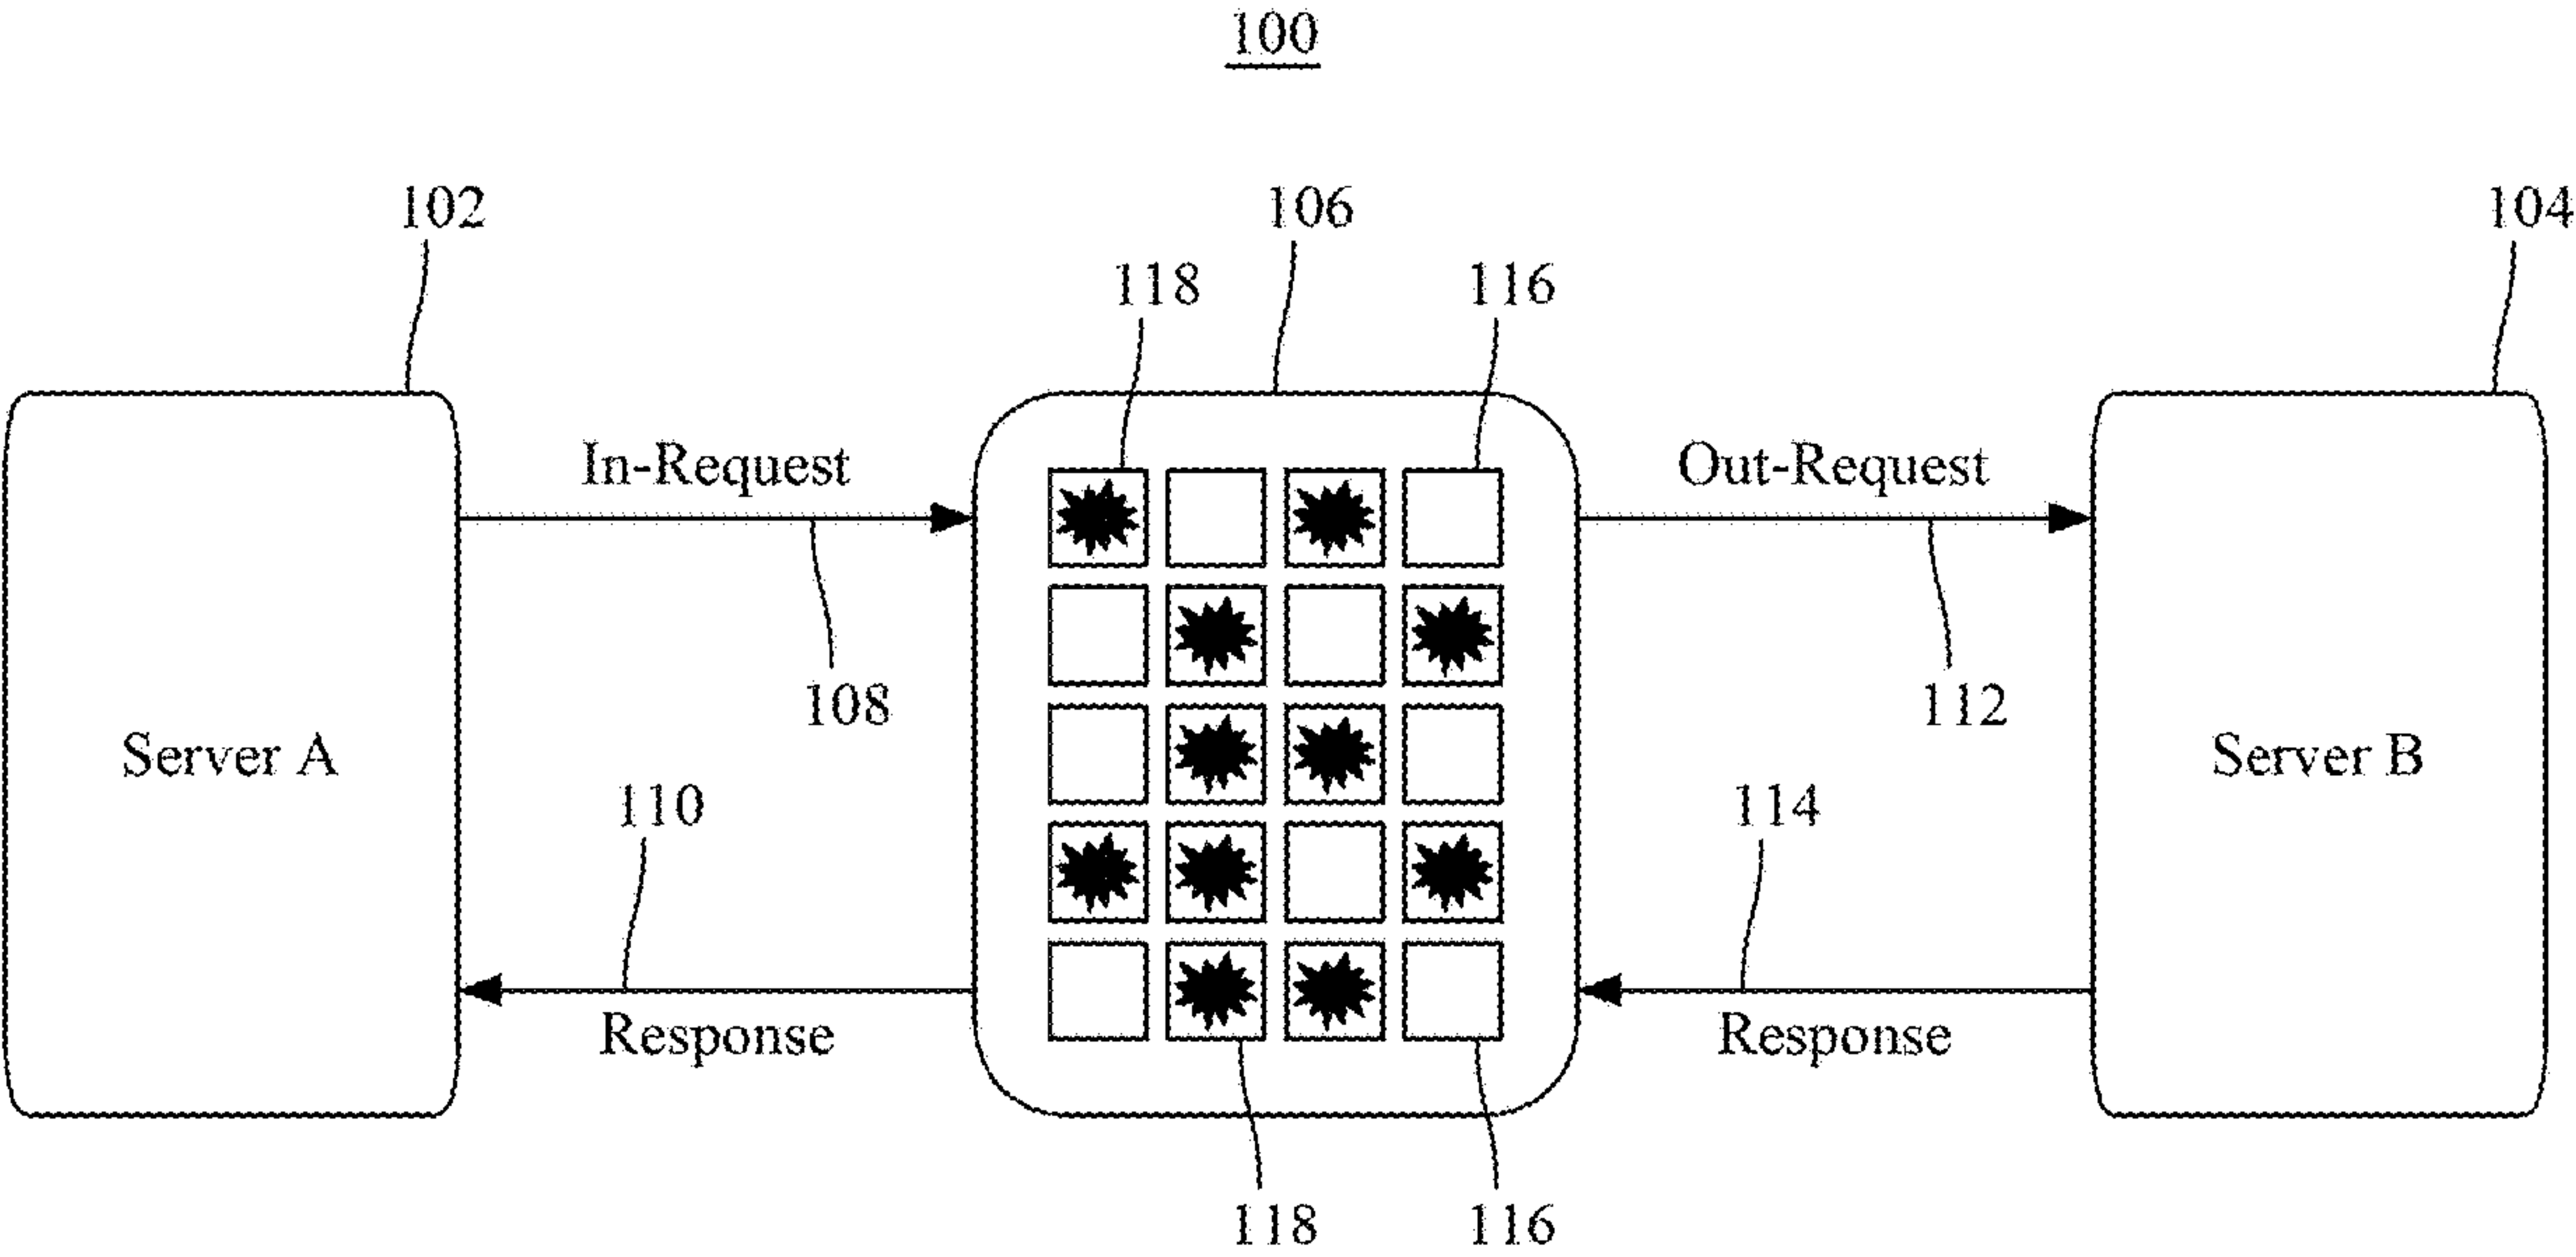 100
102
106
104
118
116
In-Request
Out-Request
108
112
Server A
Server B
110
114
Response
Response
118
116